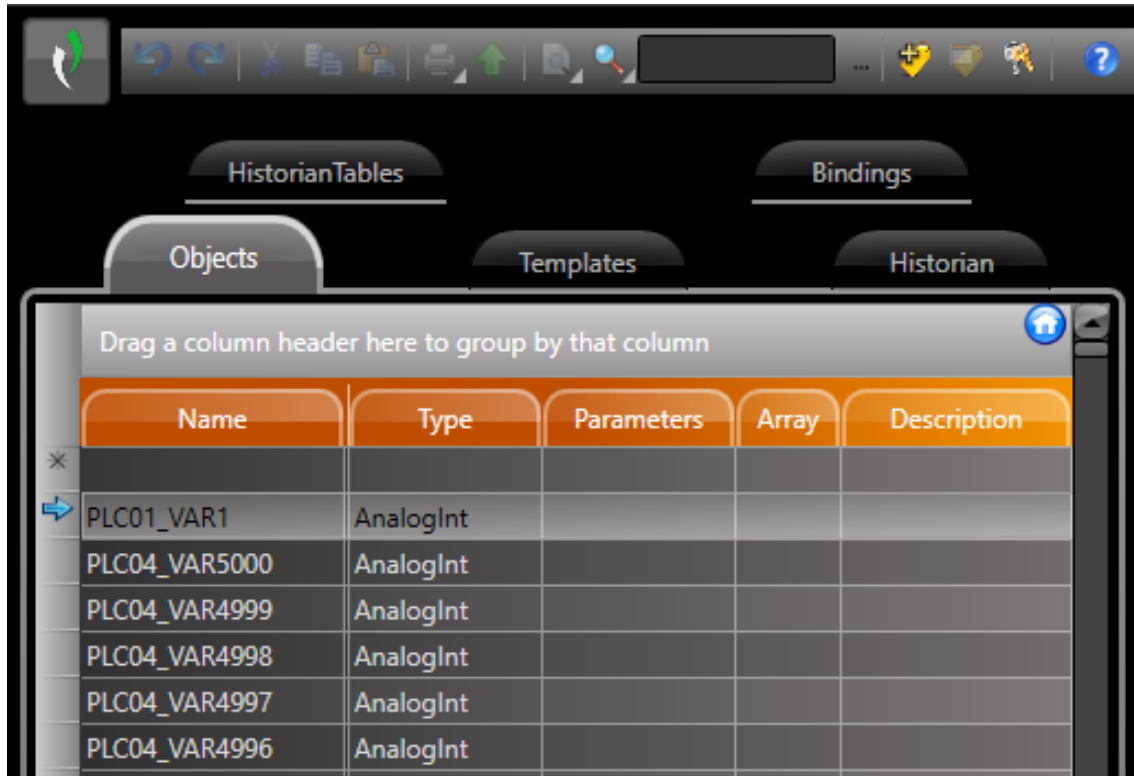 ...
HistorianTables Bindings
Objects Templates Historian
Drag a column header here to group by that column
Name Type Parameters Array Description
PLC01_VAR1 AnalogInt
PLC04_VAR5000 AnalogInt
PLC04_VAR4999 AnalogInt
PLC04_VAR4998 AnalogInt
PLC04_VAR4997 AnalogInt
PLC04_VAR4996 AnalogInt